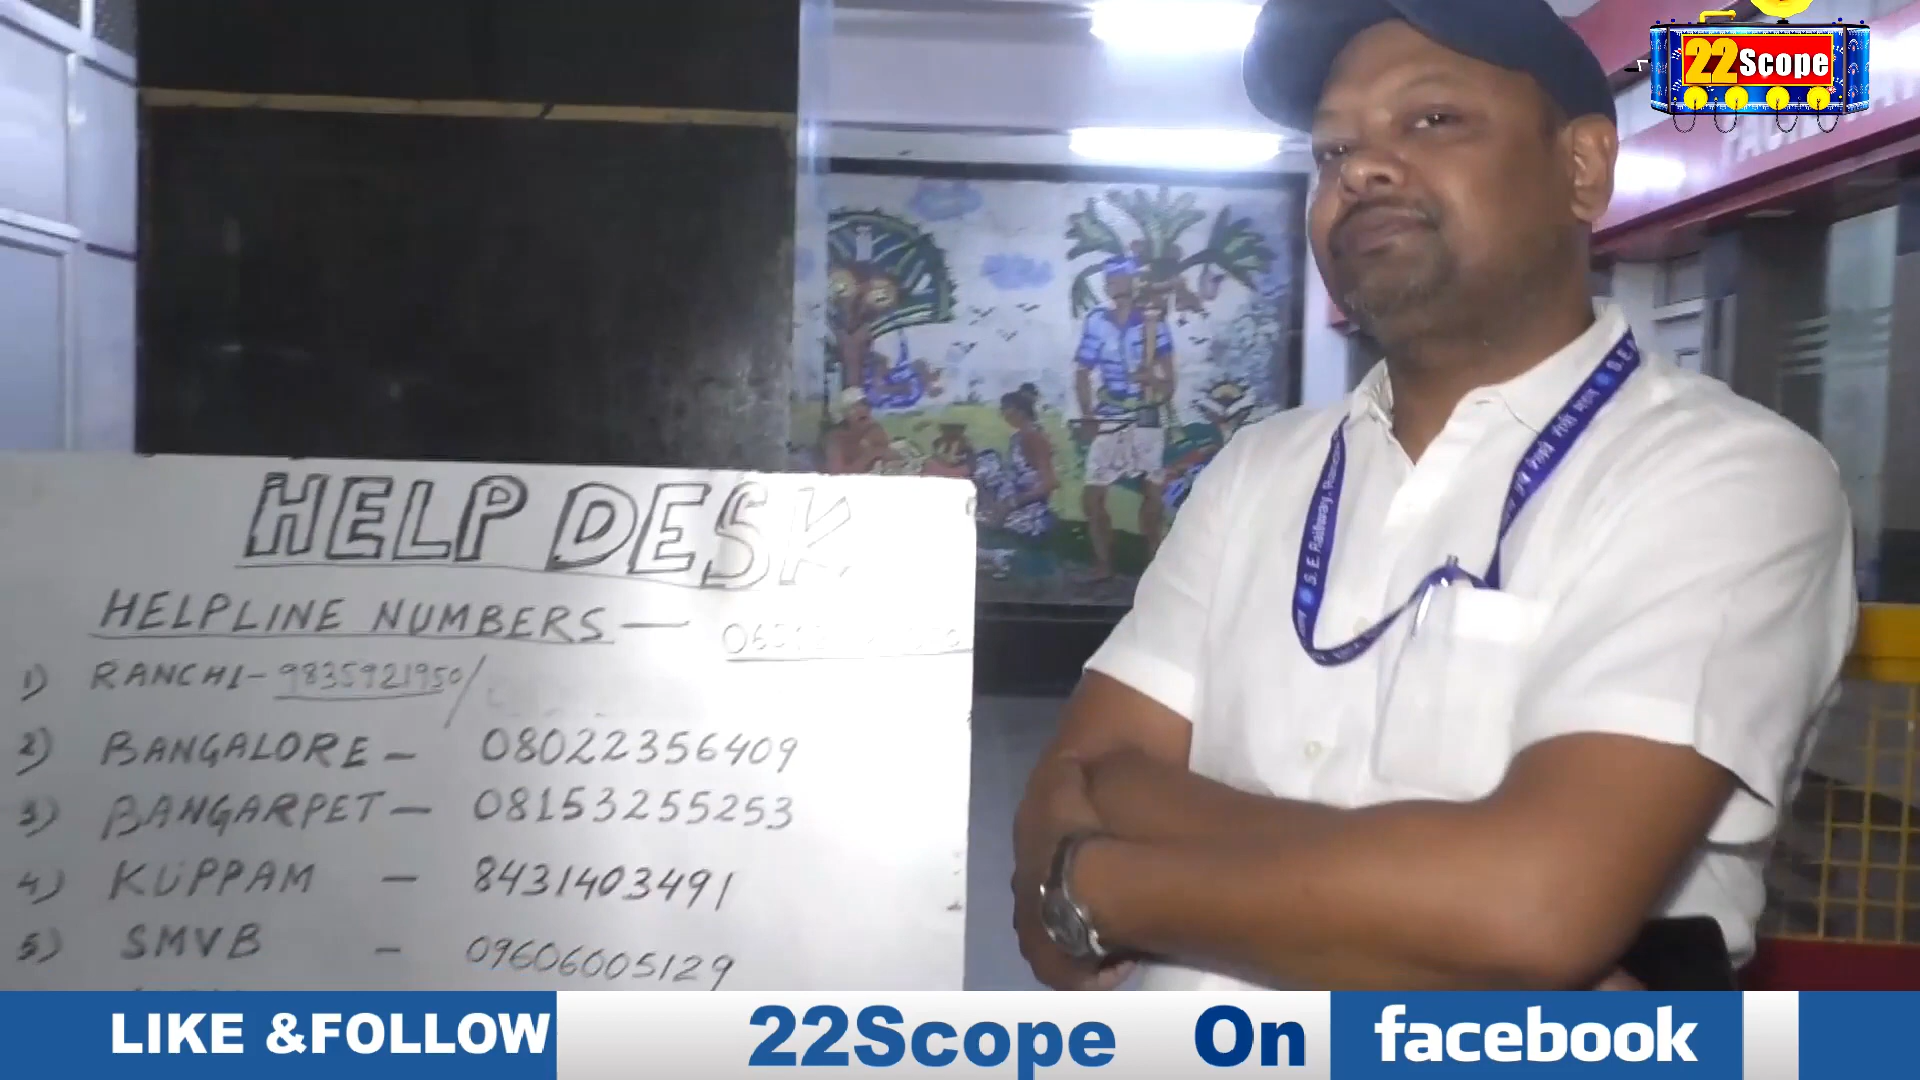 22Scope
HELP DESK
HELPLINE NUMBERS —
1) RANCHI - 9835921950/
2) BANGALORE - 08022356409
3) BANGARPET - 08153255253
4) KUPPAM - 8431403491
5) SMVB - 09606005129
S. E. Railway,
LIKE &FOLLOW 22Scope On facebook